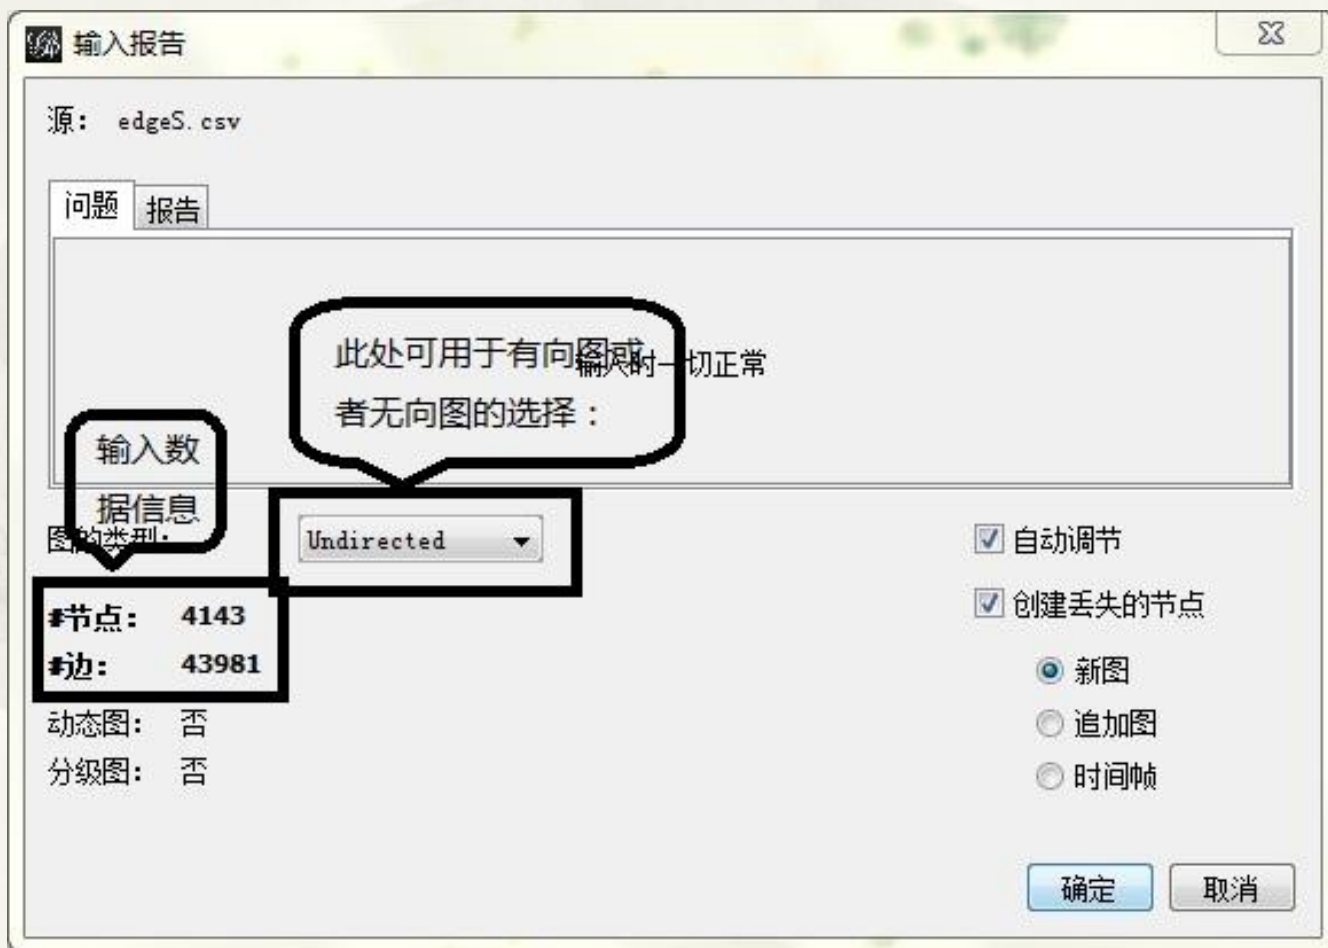 输入报告
源: edgeS.csv
问题
报告
此处可用于有向图或
者无向图的选择：
输入时一切正常
输入数
据信息
图的类型:
Undirected
#节点: 4143
#边: 43981
动态图: 否
分级图: 否
自动调节
创建丢失的节点
新图
追加图
时间帧
确定
取消